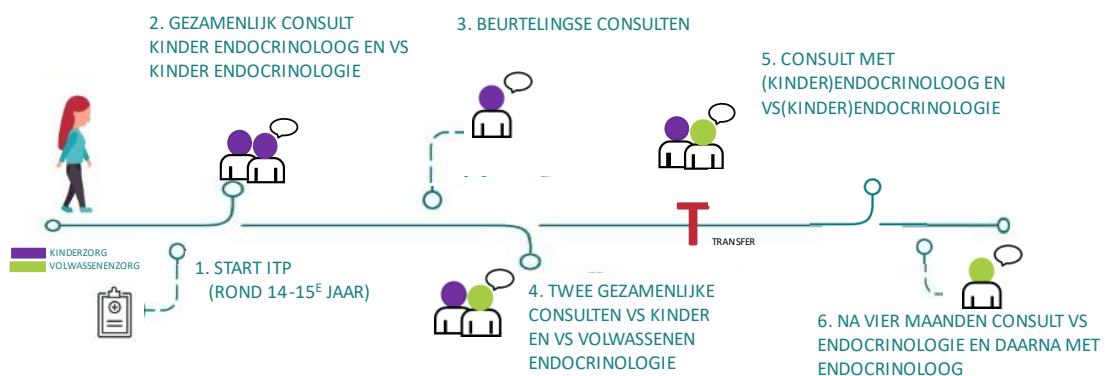 2. GEZAMENLIJK CONSULT
KINDER ENDOCRINOLOOG EN VS
KINDER ENDOCRINOLOGIE
3. BEURTELINGSE CONSULTEN
5. CONSULT MET
(KINDER)ENDOCRINOLOOG EN
VS(KINDER)ENDOCRINOLOGIE
KINDERZORG
VOLWASSENENZORG
1. START ITP
(ROND 14-15E JAAR)
TRANSFER
4. TWEE GEZAMENLIJKE
CONSULTEN VS KINDER
EN VS VOLWASSENEN
ENDOCRINOLOGIE
6. NA VIER MAANDEN CONSULT VS
ENDOCRINOLOGIE EN DAARNA MET
ENDOCRINOLOOG